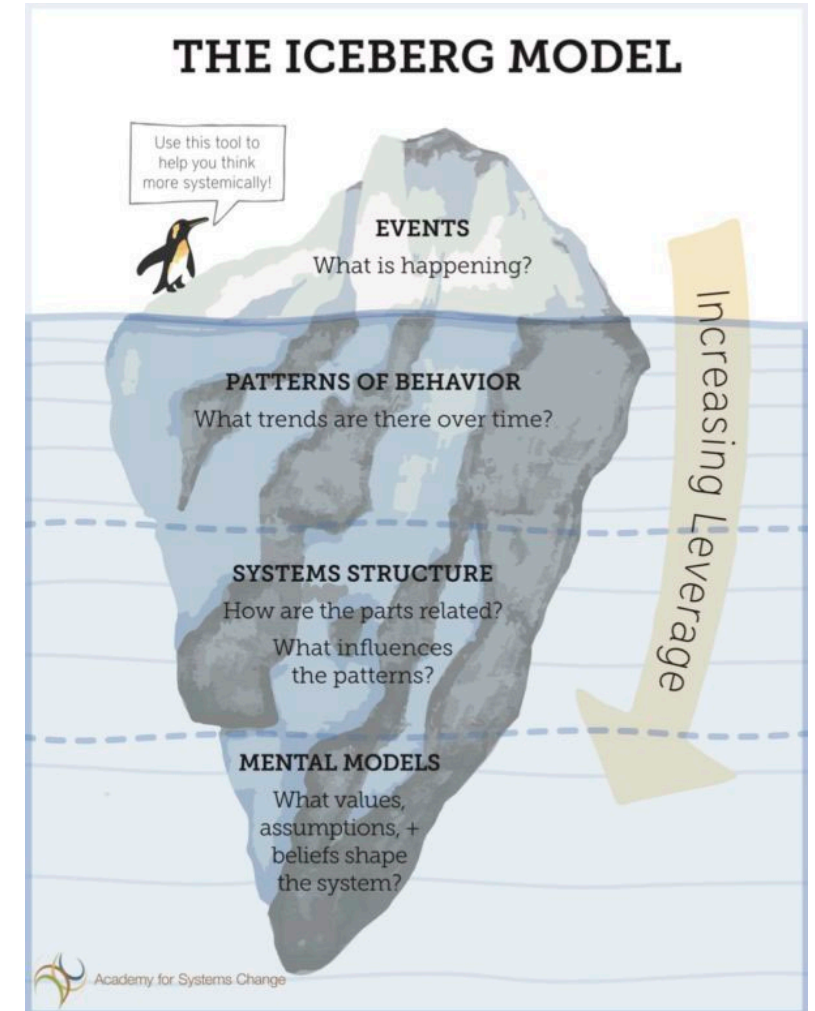 THE ICEBERG MODEL
Use this tool to
help you think
more systemically!
EVENTS
What is happening?
PATTERNS OF BEHAVIOR
What trends are there over time?
SYSTEMS STRUCTURE
How are the parts related?
What influences
the patterns?
MENTAL MODELS
What values,
assumptions, +
beliefs shape
the system?
Increasing Leverage
Academy for Systems Change